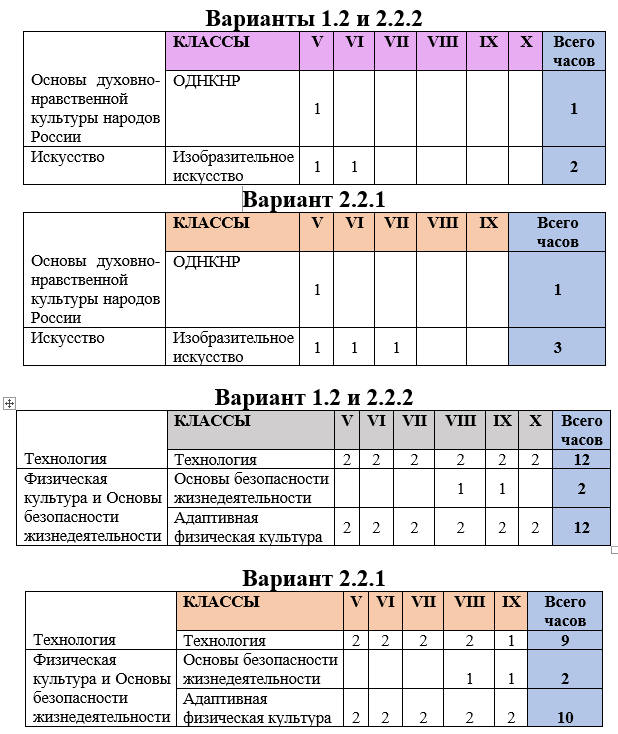 Варианты 1.2 и 2.2.2
КЛАССЫ V VI VII VIII IX X Всего
часов
Основы духовно-
нравственной
культуры народов
России
ОДНКНР
1 1
Искусство Изобразительное
искусство
1 1 2
Вариант 2.2.1
КЛАССЫ V VI VII VIII IX Всего
часов
Основы духовно-
нравственной
культуры народов
России
ОДНКНР
1 1
Искусство Изобразительное
искусство
1 1 1 3
Вариант 1.2 и 2.2.2
КЛАССЫ V VI VII VIII IX X Всего
часов
Технология Технология 2 2 2 2 2 2 12
Физическая
культура и Основы
безопасности
жизнедеятельности
Основы безопасности
жизнедеятельности
1 1 2
Адаптивная
физическая культура
2 2 2 2 2 2 12
Вариант 2.2.1
КЛАССЫ V VI VII VIII IX Всего
часов
Технология Технология 2 2 2 2 1 9
Физическая
культура и Основы
безопасности
жизнедеятельности
Основы безопасности
жизнедеятельности
1 1 2
Адаптивная
физическая культура
2 2 2 2 2 10